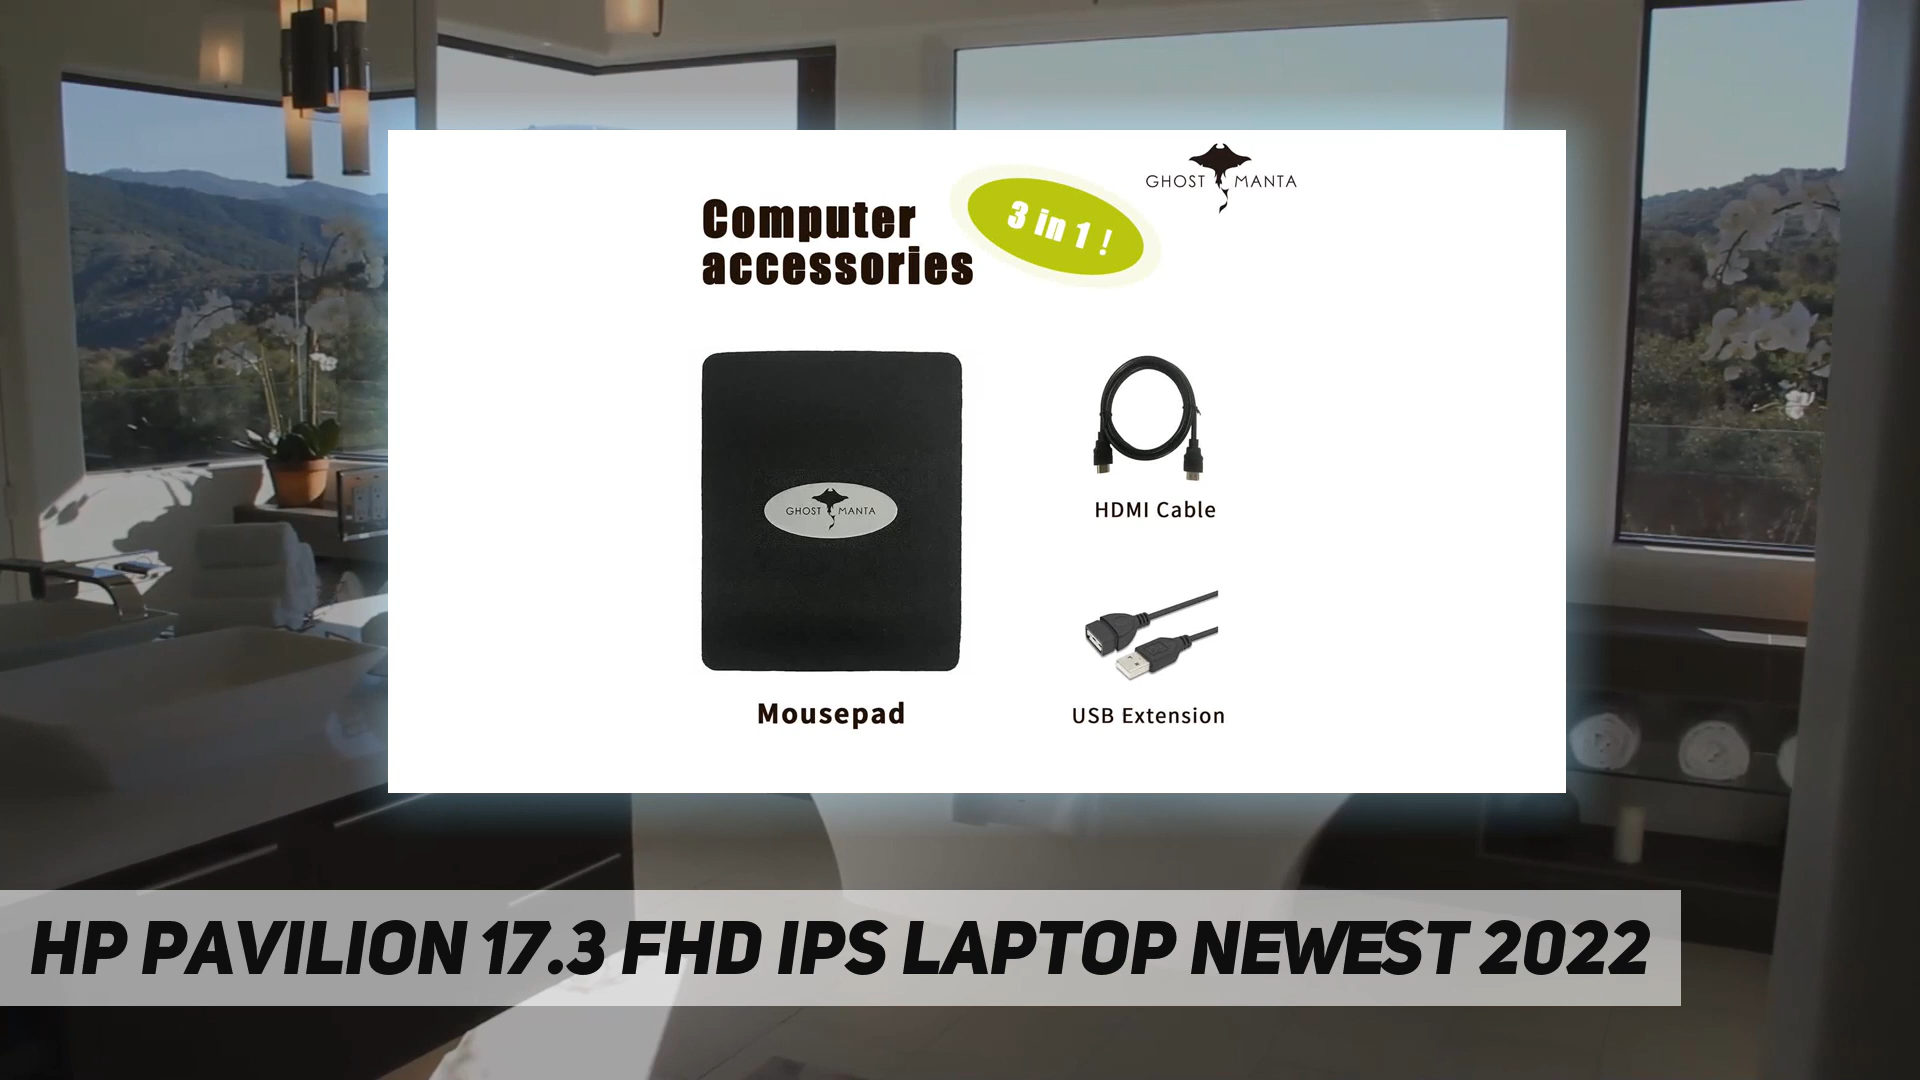 GHOST MANTA
Computer
accessories
3 in 1 !
GHOST MANTA
HDMI Cable
Mousepad
USB Extension
HP PAVILION 17.3 FHD IPS LAPTOP NEWEST 2022